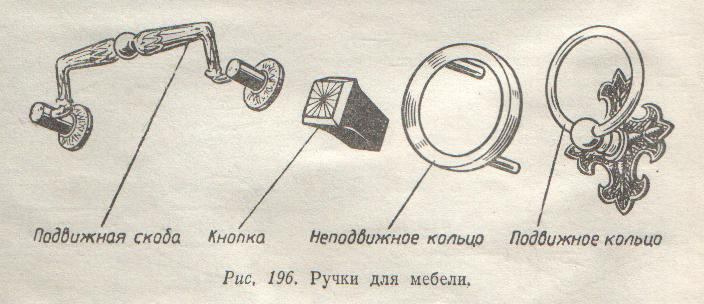 Подвижная скоба Кнопка Неподвижное кольцо Подвижное кольцо
Рис. 196. Ручки для мебели.